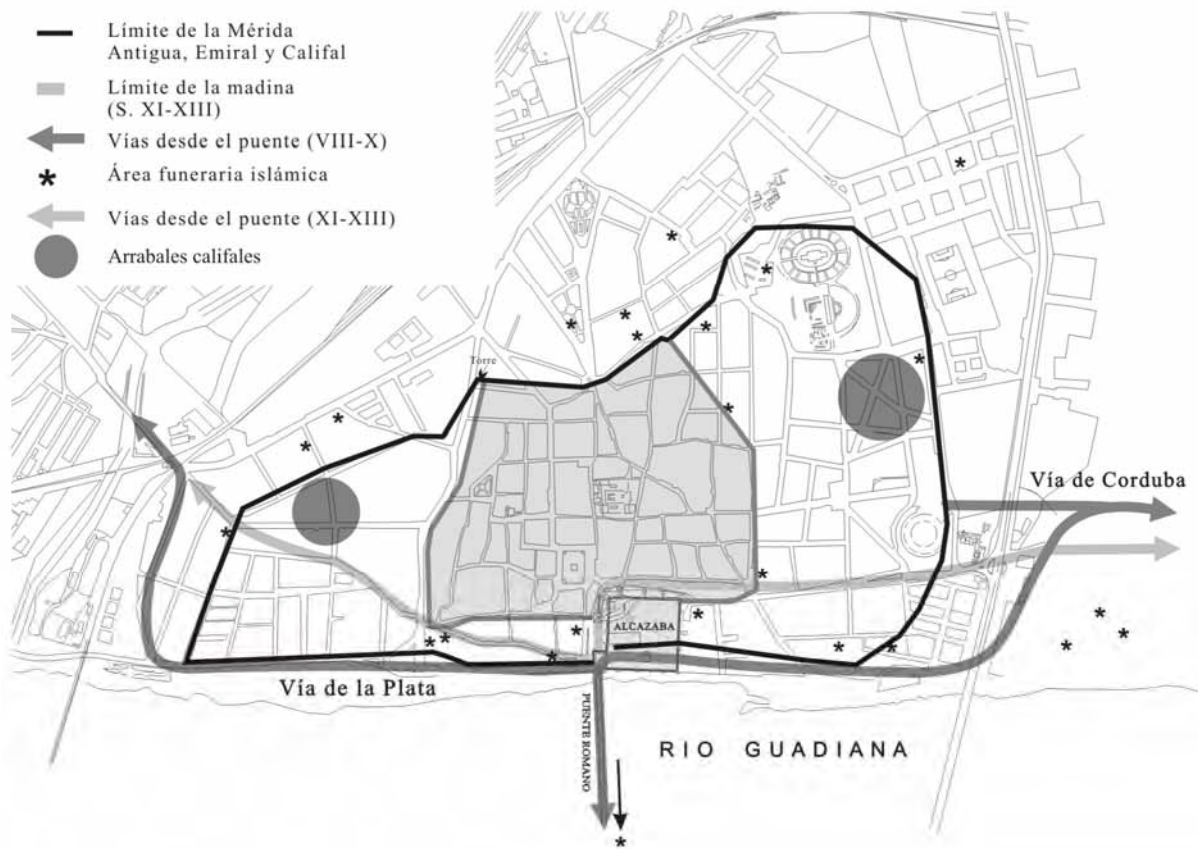 Límite de la Mérida
Antigua, Emiral y Califal
Límite de la madina
(S. XI-XIII)
Vías desde el puente (VIII-X)
Área funeraria islámica
Vías desde el puente (XI-XIII)
Arrabales califales
Torre
Vía de Corduba
ALCAZABA
Vía de la Plata
PUENTE ROMANO
RIO GUADIANA